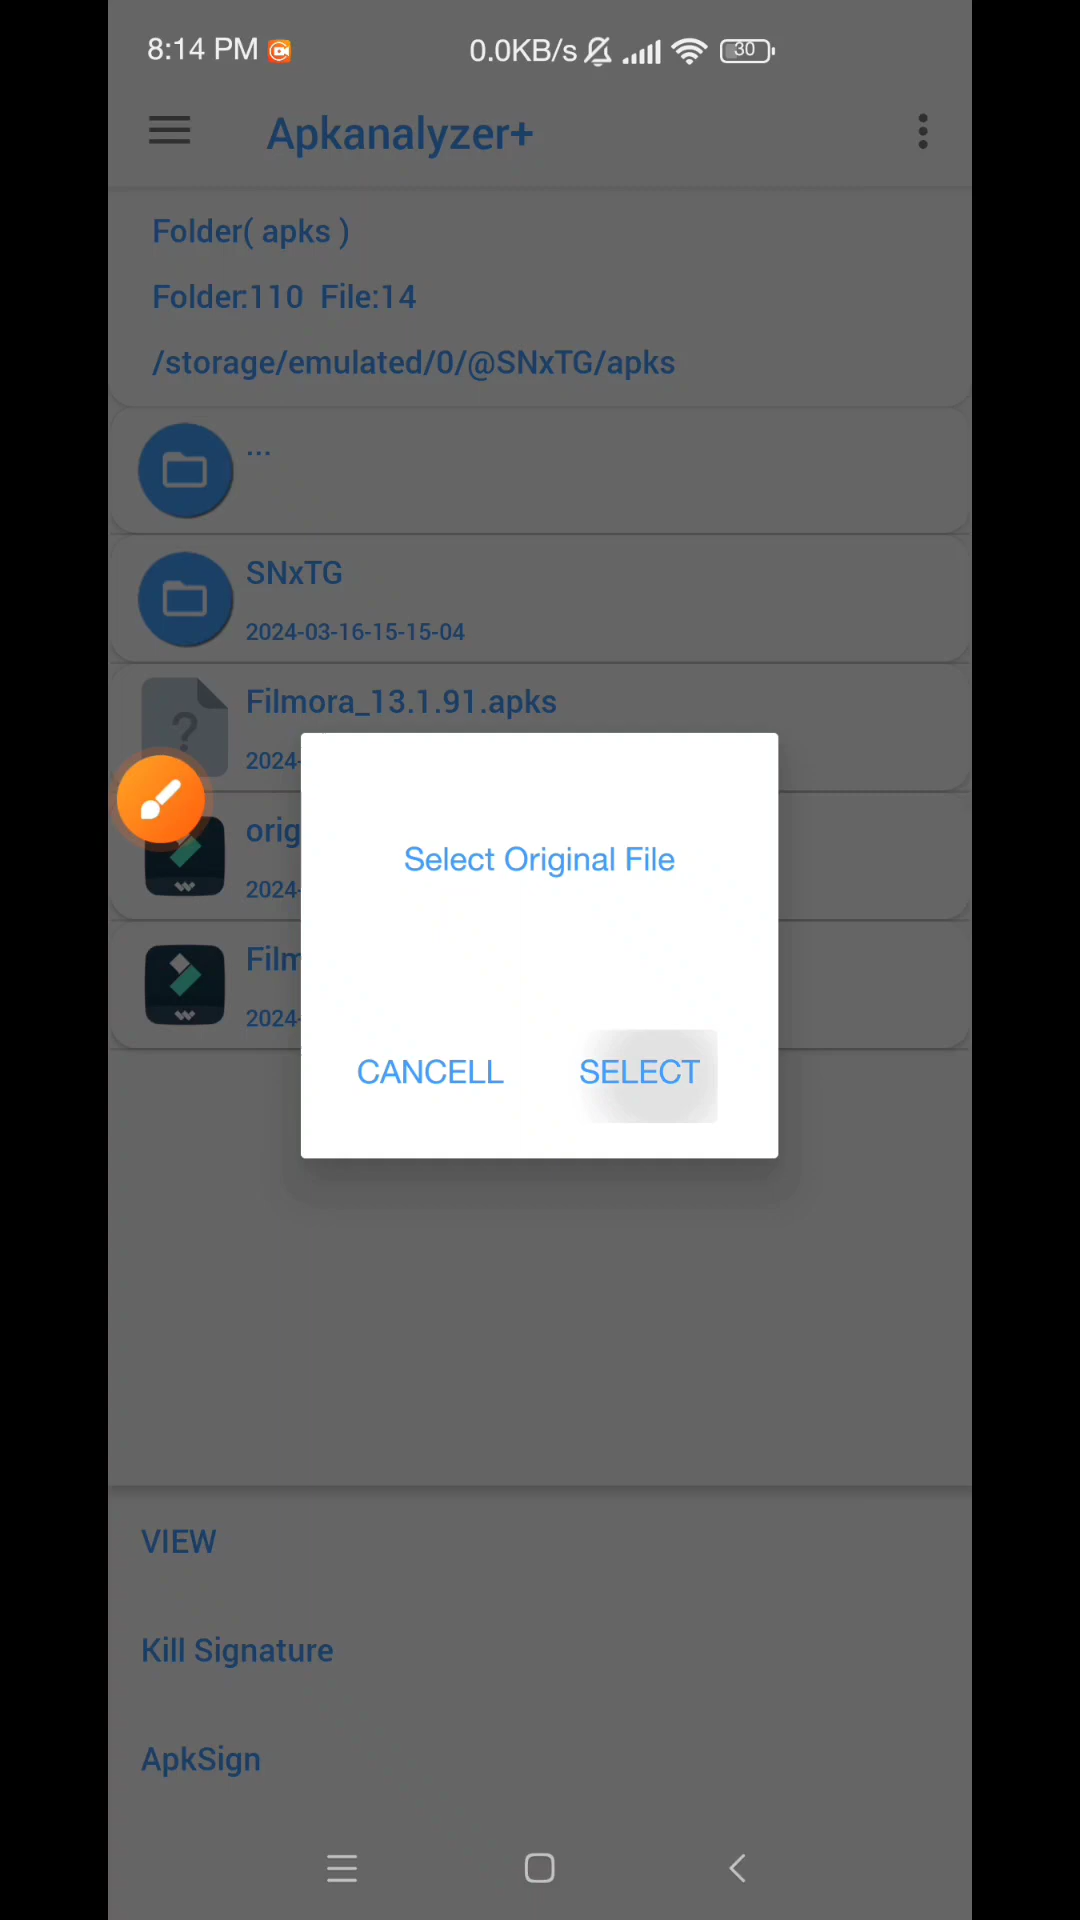 8:14 PM 0.0KB/s 30
Apkanalyzer+
Folder( apks )
Folder:110 File:14
/storage/emulated/0/@SNxTG/apks
...
SNxTG
2024-03-16-15-15-04
Filmora_13.1.91.apks
2024-
orig
2024-
Film
2024-
Select Original File
CANCELL SELECT
VIEW
Kill Signature
ApkSign